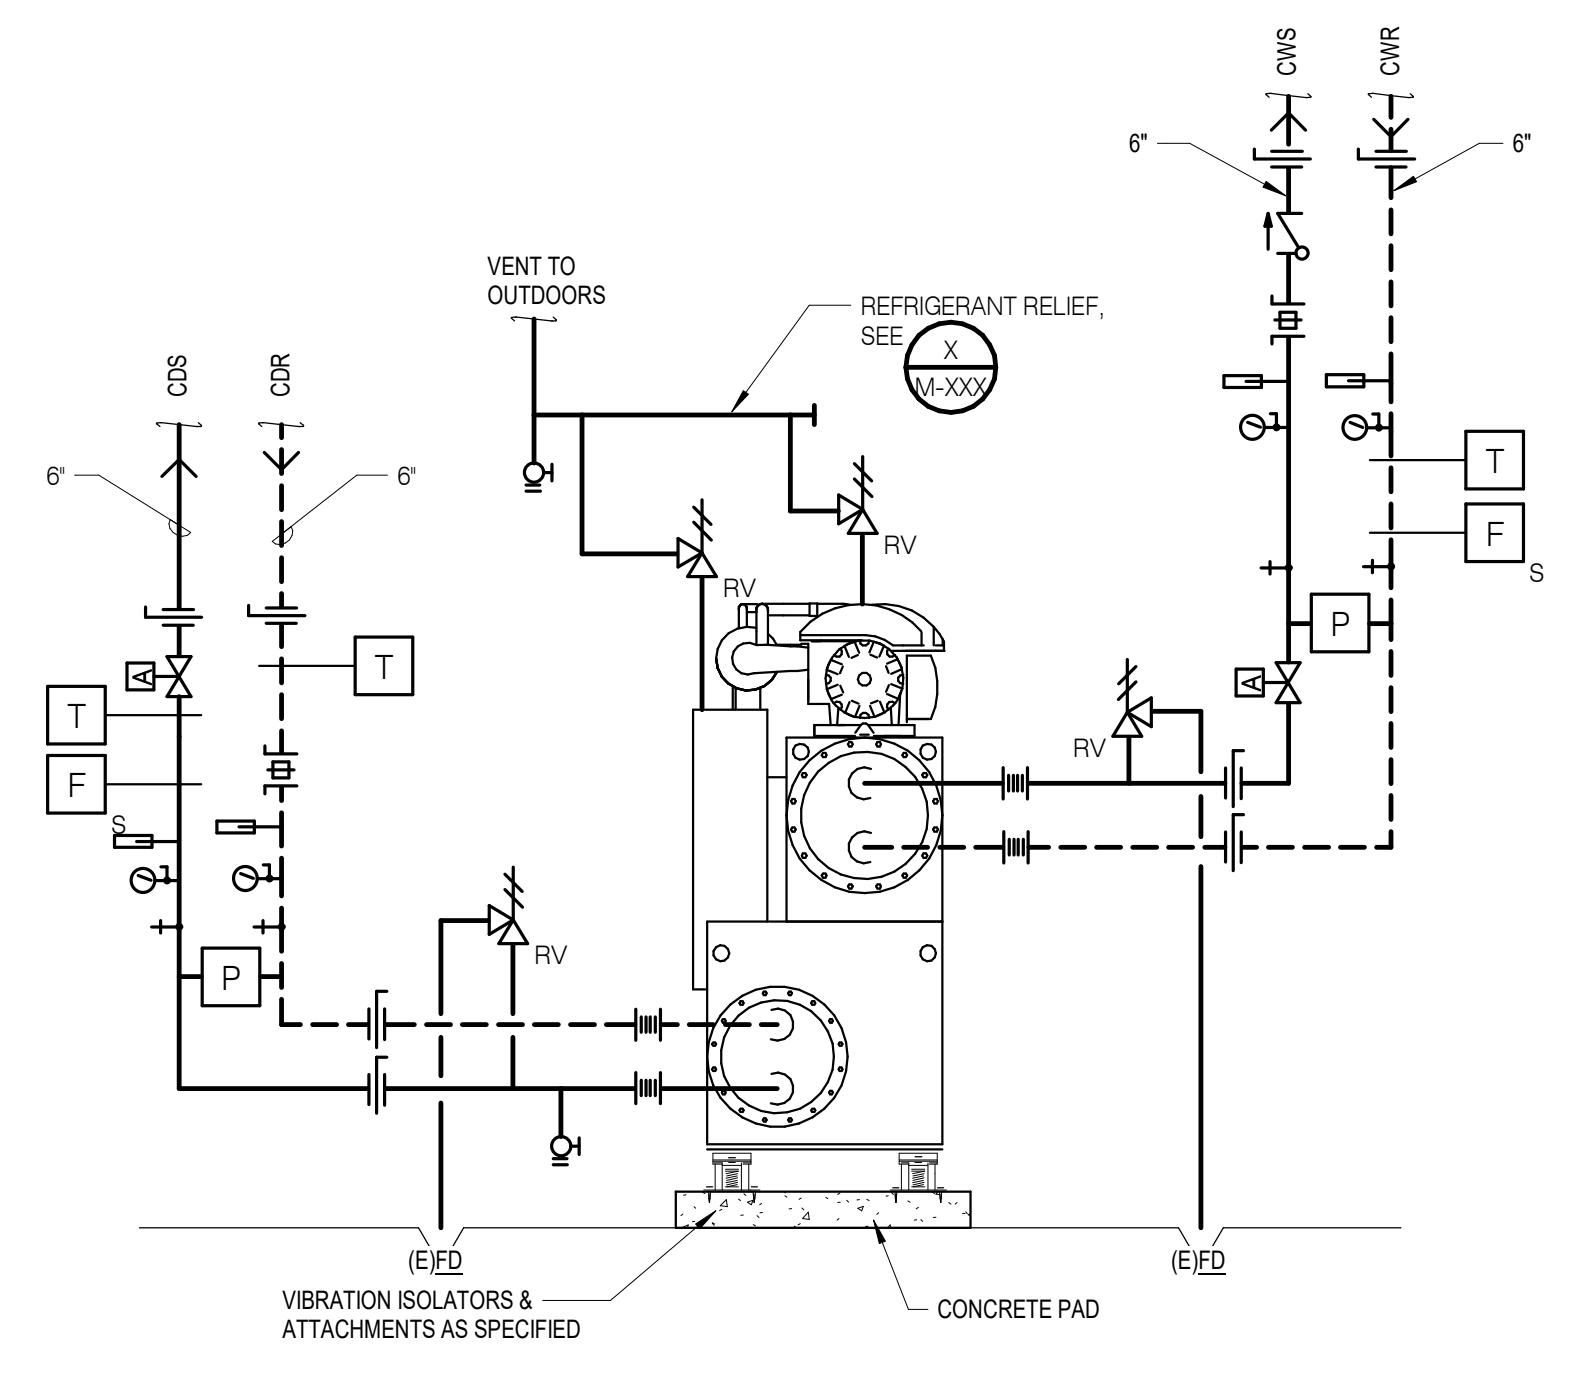 CWS
CWR
6"
6"
VENT TO
OUTDOORS
REFRIGERANT RELIEF,
SEE
X
M-XXX
CDS
CDR
6"
6"
T
F
S
RV
RV
P
T
A
T
F
S
A
RV
RV
P
(E)FD
(E)FD
VIBRATION ISOLATORS &
ATTACHMENTS AS SPECIFIED
CONCRETE PAD